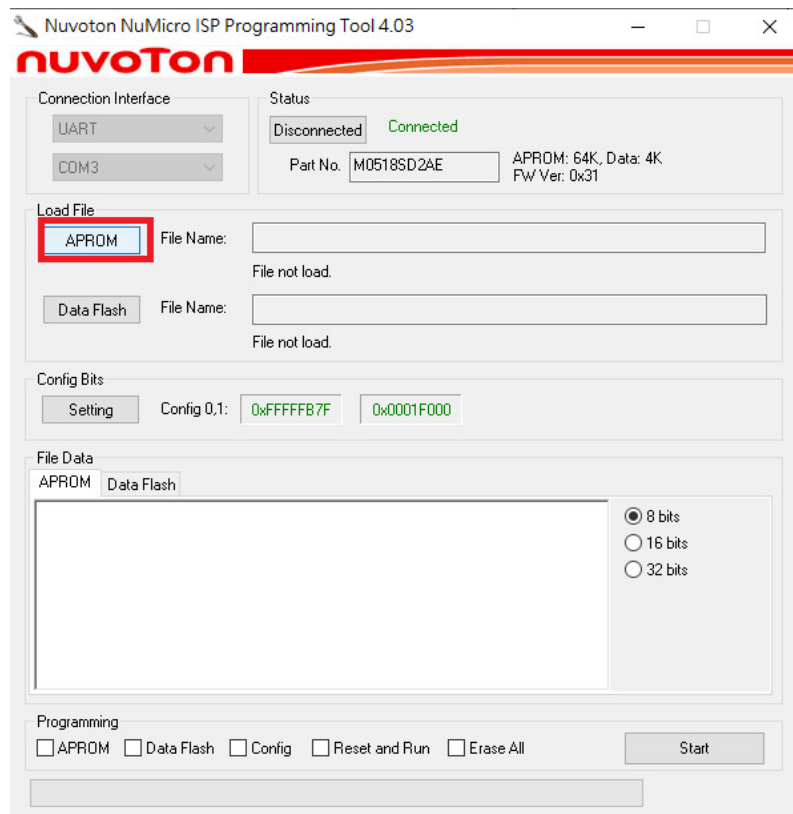 Nuvoton NuMicro ISP Programming Tool 4.03
nuvoTon
Connection Interface
UART
COM3
Status
Disconnected Connected
Part No. M0518SD2AE APROM: 64K, Data: 4K
FW Ver: 0x31
Load File
APROM File Name:
File not load.
Data Flash File Name:
File not load.
Config Bits
Setting Config 0,1: 0xFFFFFB7F 0x0001F000
File Data
APROM Data Flash
8 bits
16 bits
32 bits
Programming
APROM Data Flash Config Reset and Run Erase All Start